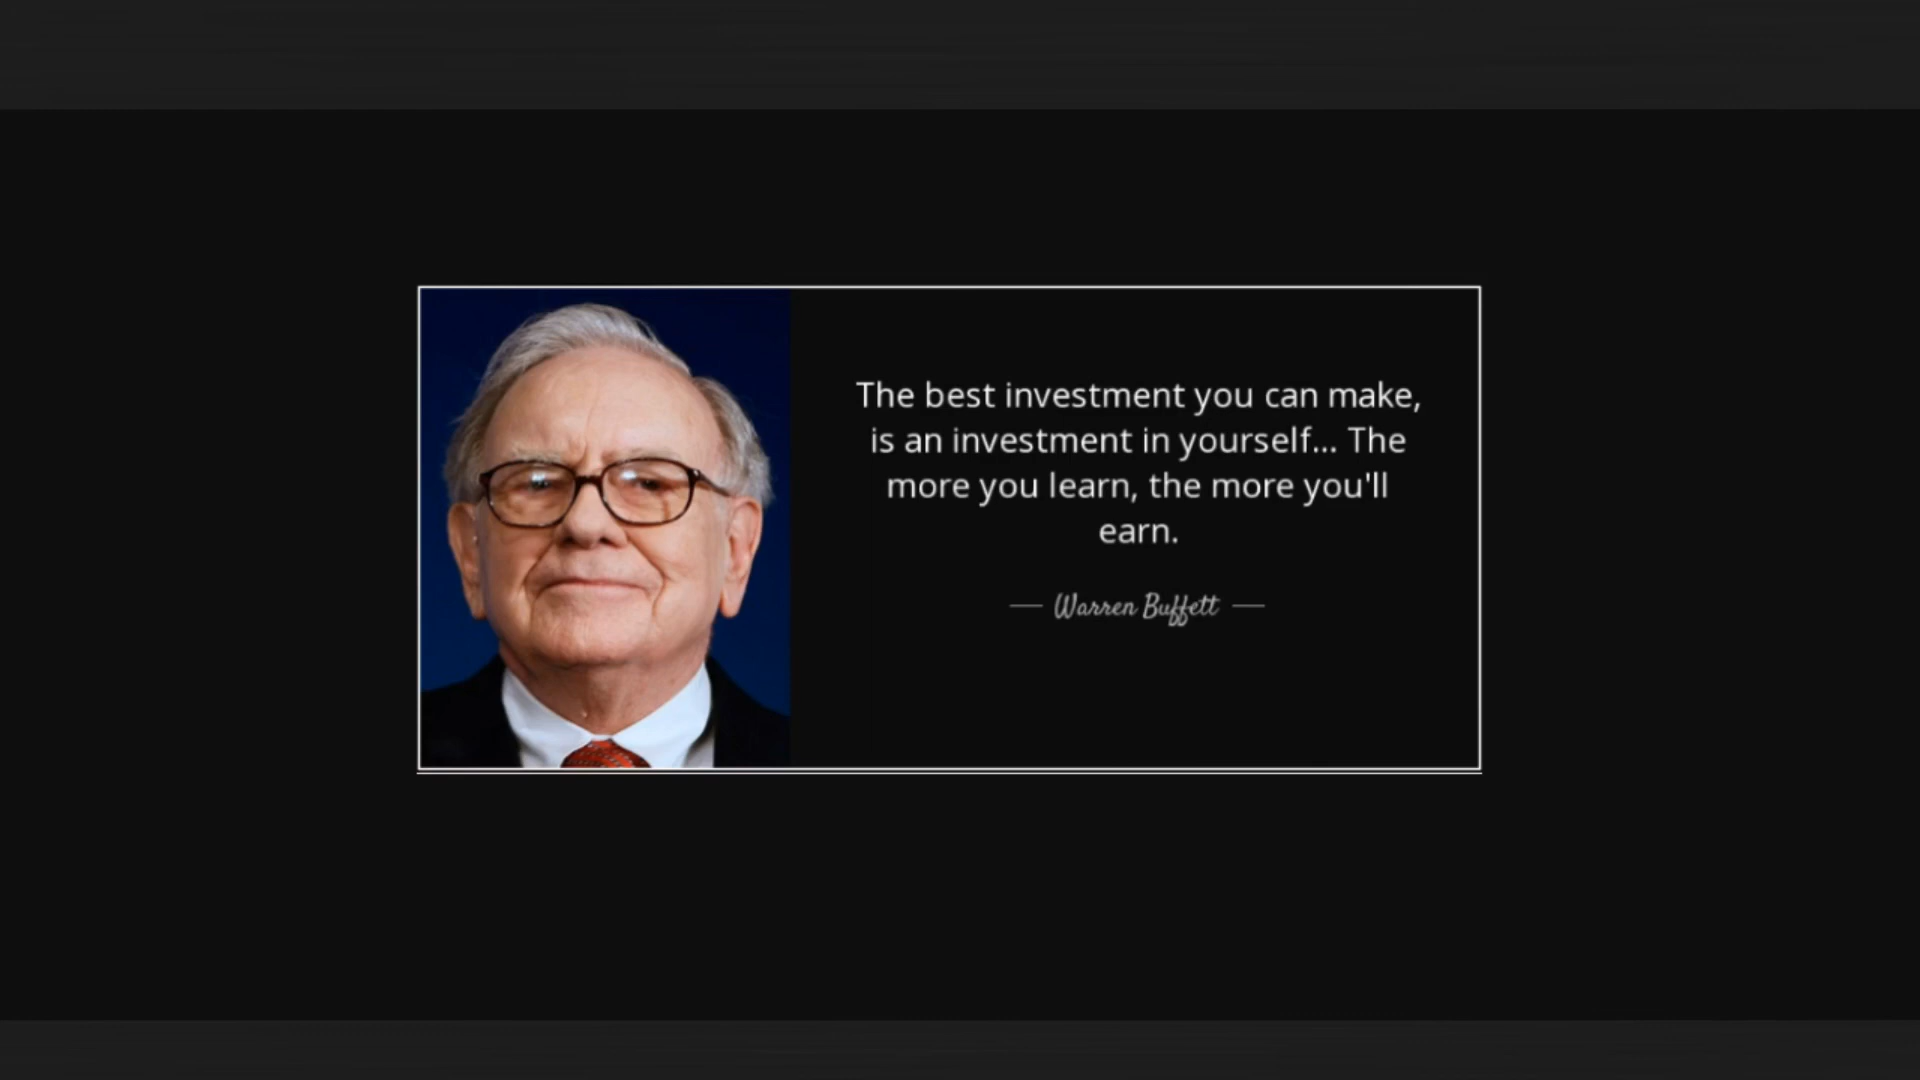 The best investment you can make,
is an investment in yourself... The
more you learn, the more you'll
earn.
— Warren Buffett —